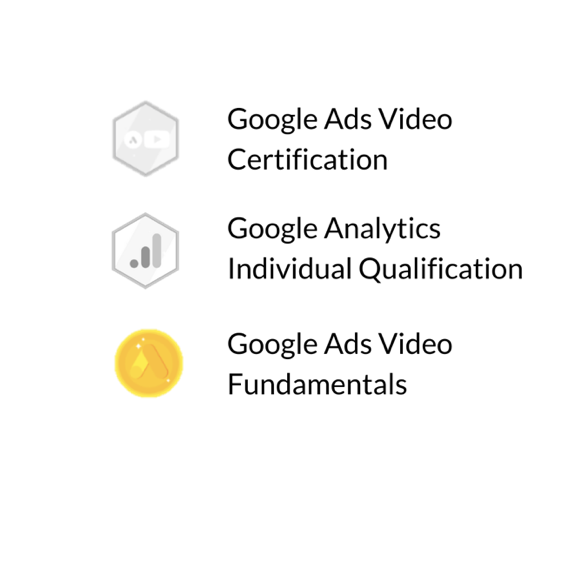 Google Ads Video
Certification
Google Analytics
Individual Qualification
Google Ads Video
Fundamentals